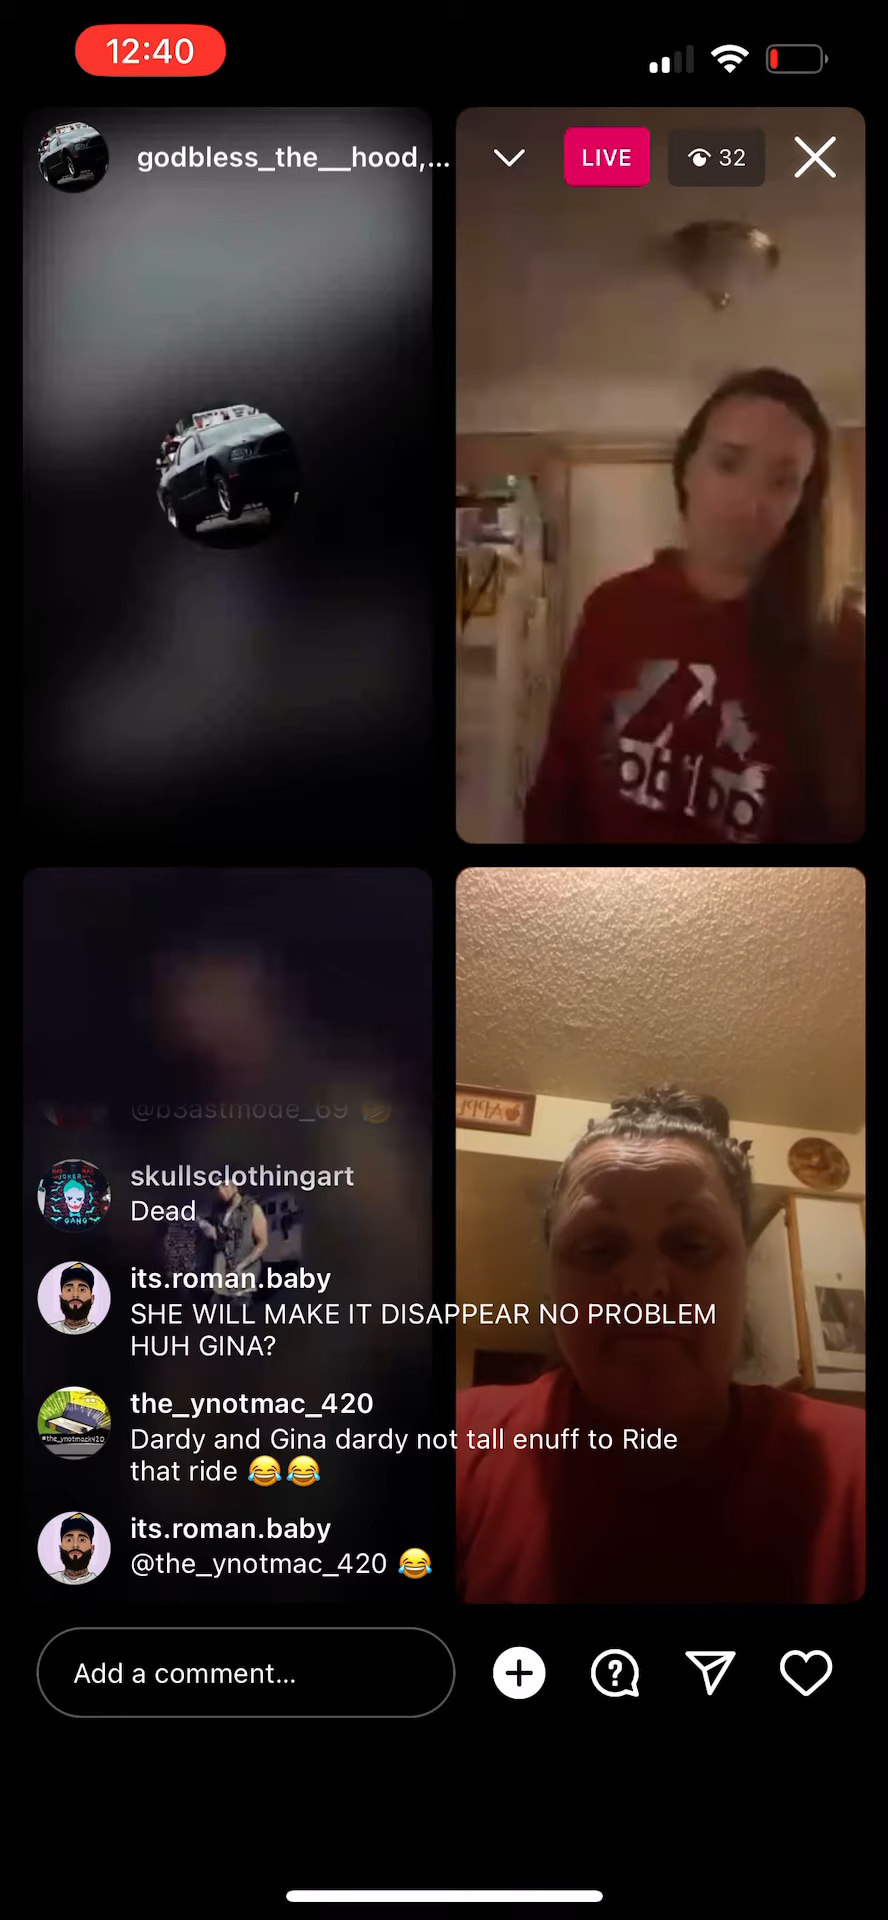 12:40
godbless_the__hood,...
LIVE
32
@b3astmode_69 
skullsclothingart
Dead
its.roman.baby
SHE WILL MAKE IT DISAPPEAR NO PROBLEM
HUH GINA?
the_ynotmac_420
Dardy and Gina dardy not tall enuff to Ride
that ride 😂😂
its.roman.baby
@the_ynotmac_420 😂
Add a comment...